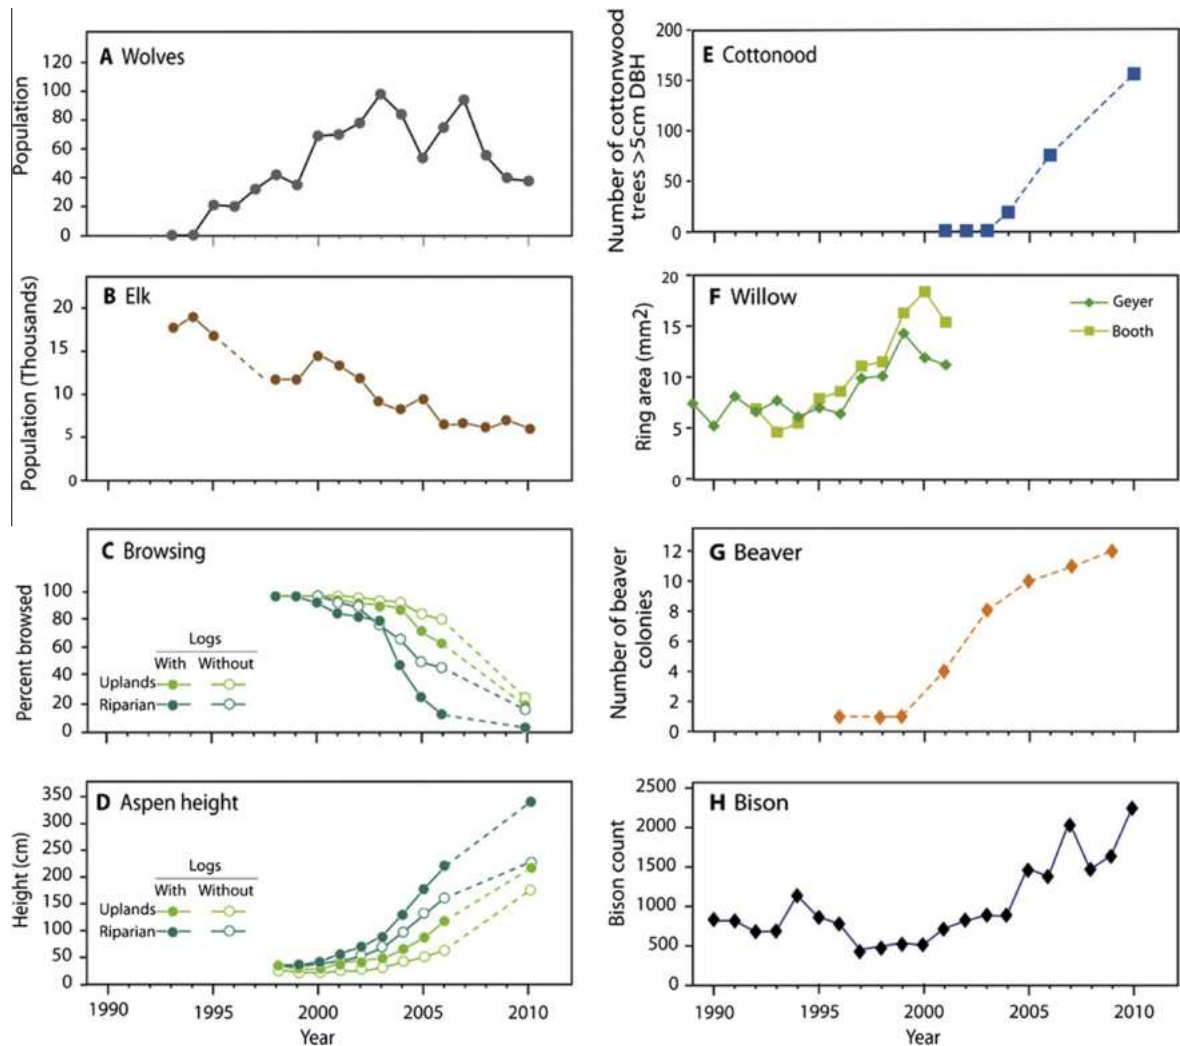 A Wolves
Population
120
100
80
60
40
20
0
B Elk
Population (Thousands)
20
15
10
5
0
1990
1995
2000
2005
2010
C Browsing
Percent browsed
100
80
60
40
20
0
Logs
With Without
Uplands
Riparian
D Aspen height
Height (cm)
350
300
250
200
150
100
50
0
Logs
With Without
Uplands
Riparian
1990 1995 2000 2005 2010
Year
E Cottonood
Number of cottonwood
trees >5cm DBH
200
150
100
50
0
F Willow
Ring area (mm2)
20
15
10
5
0
Geyer
Booth
G Beaver
Number of beaver
colonies
12
10
8
6
4
2
0
H Bison
Bison count
2500
2000
1500
1000
500
0
1990 1995 2000 2005 2010
Year